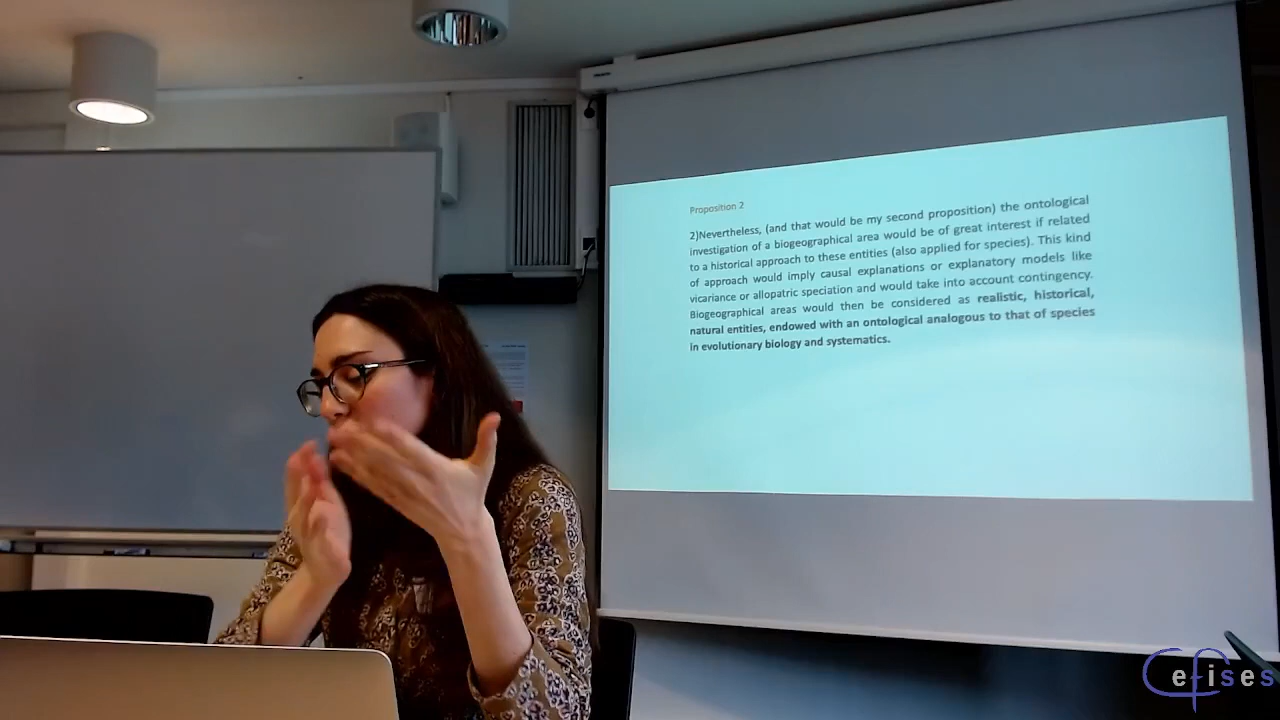 Proposition 2
2)Nevertheless, (and that would be my second proposition) the ontological
investigation of a biogeographical area would be of great interest if related
to a historical approach to these entities (also applied for species). This kind
of approach would imply causal explanations or explanatory models like
vicariance or allopatric speciation and would take into account contingency.
Biogeographical areas would then be considered as realistic, historical,
natural entities, endowed with an ontological analogous to that of species
in evolutionary biology and systematics.
Cefises